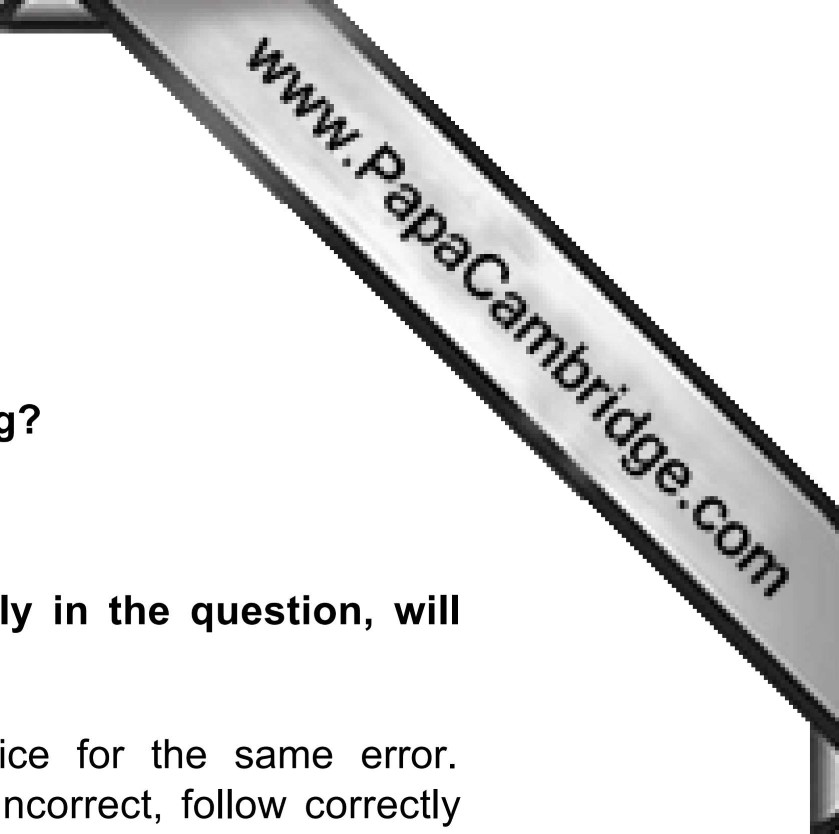 www.PapaCambridge.com
g?
ly in the question, will
ice for the same error.
ncorrect, follow correctly